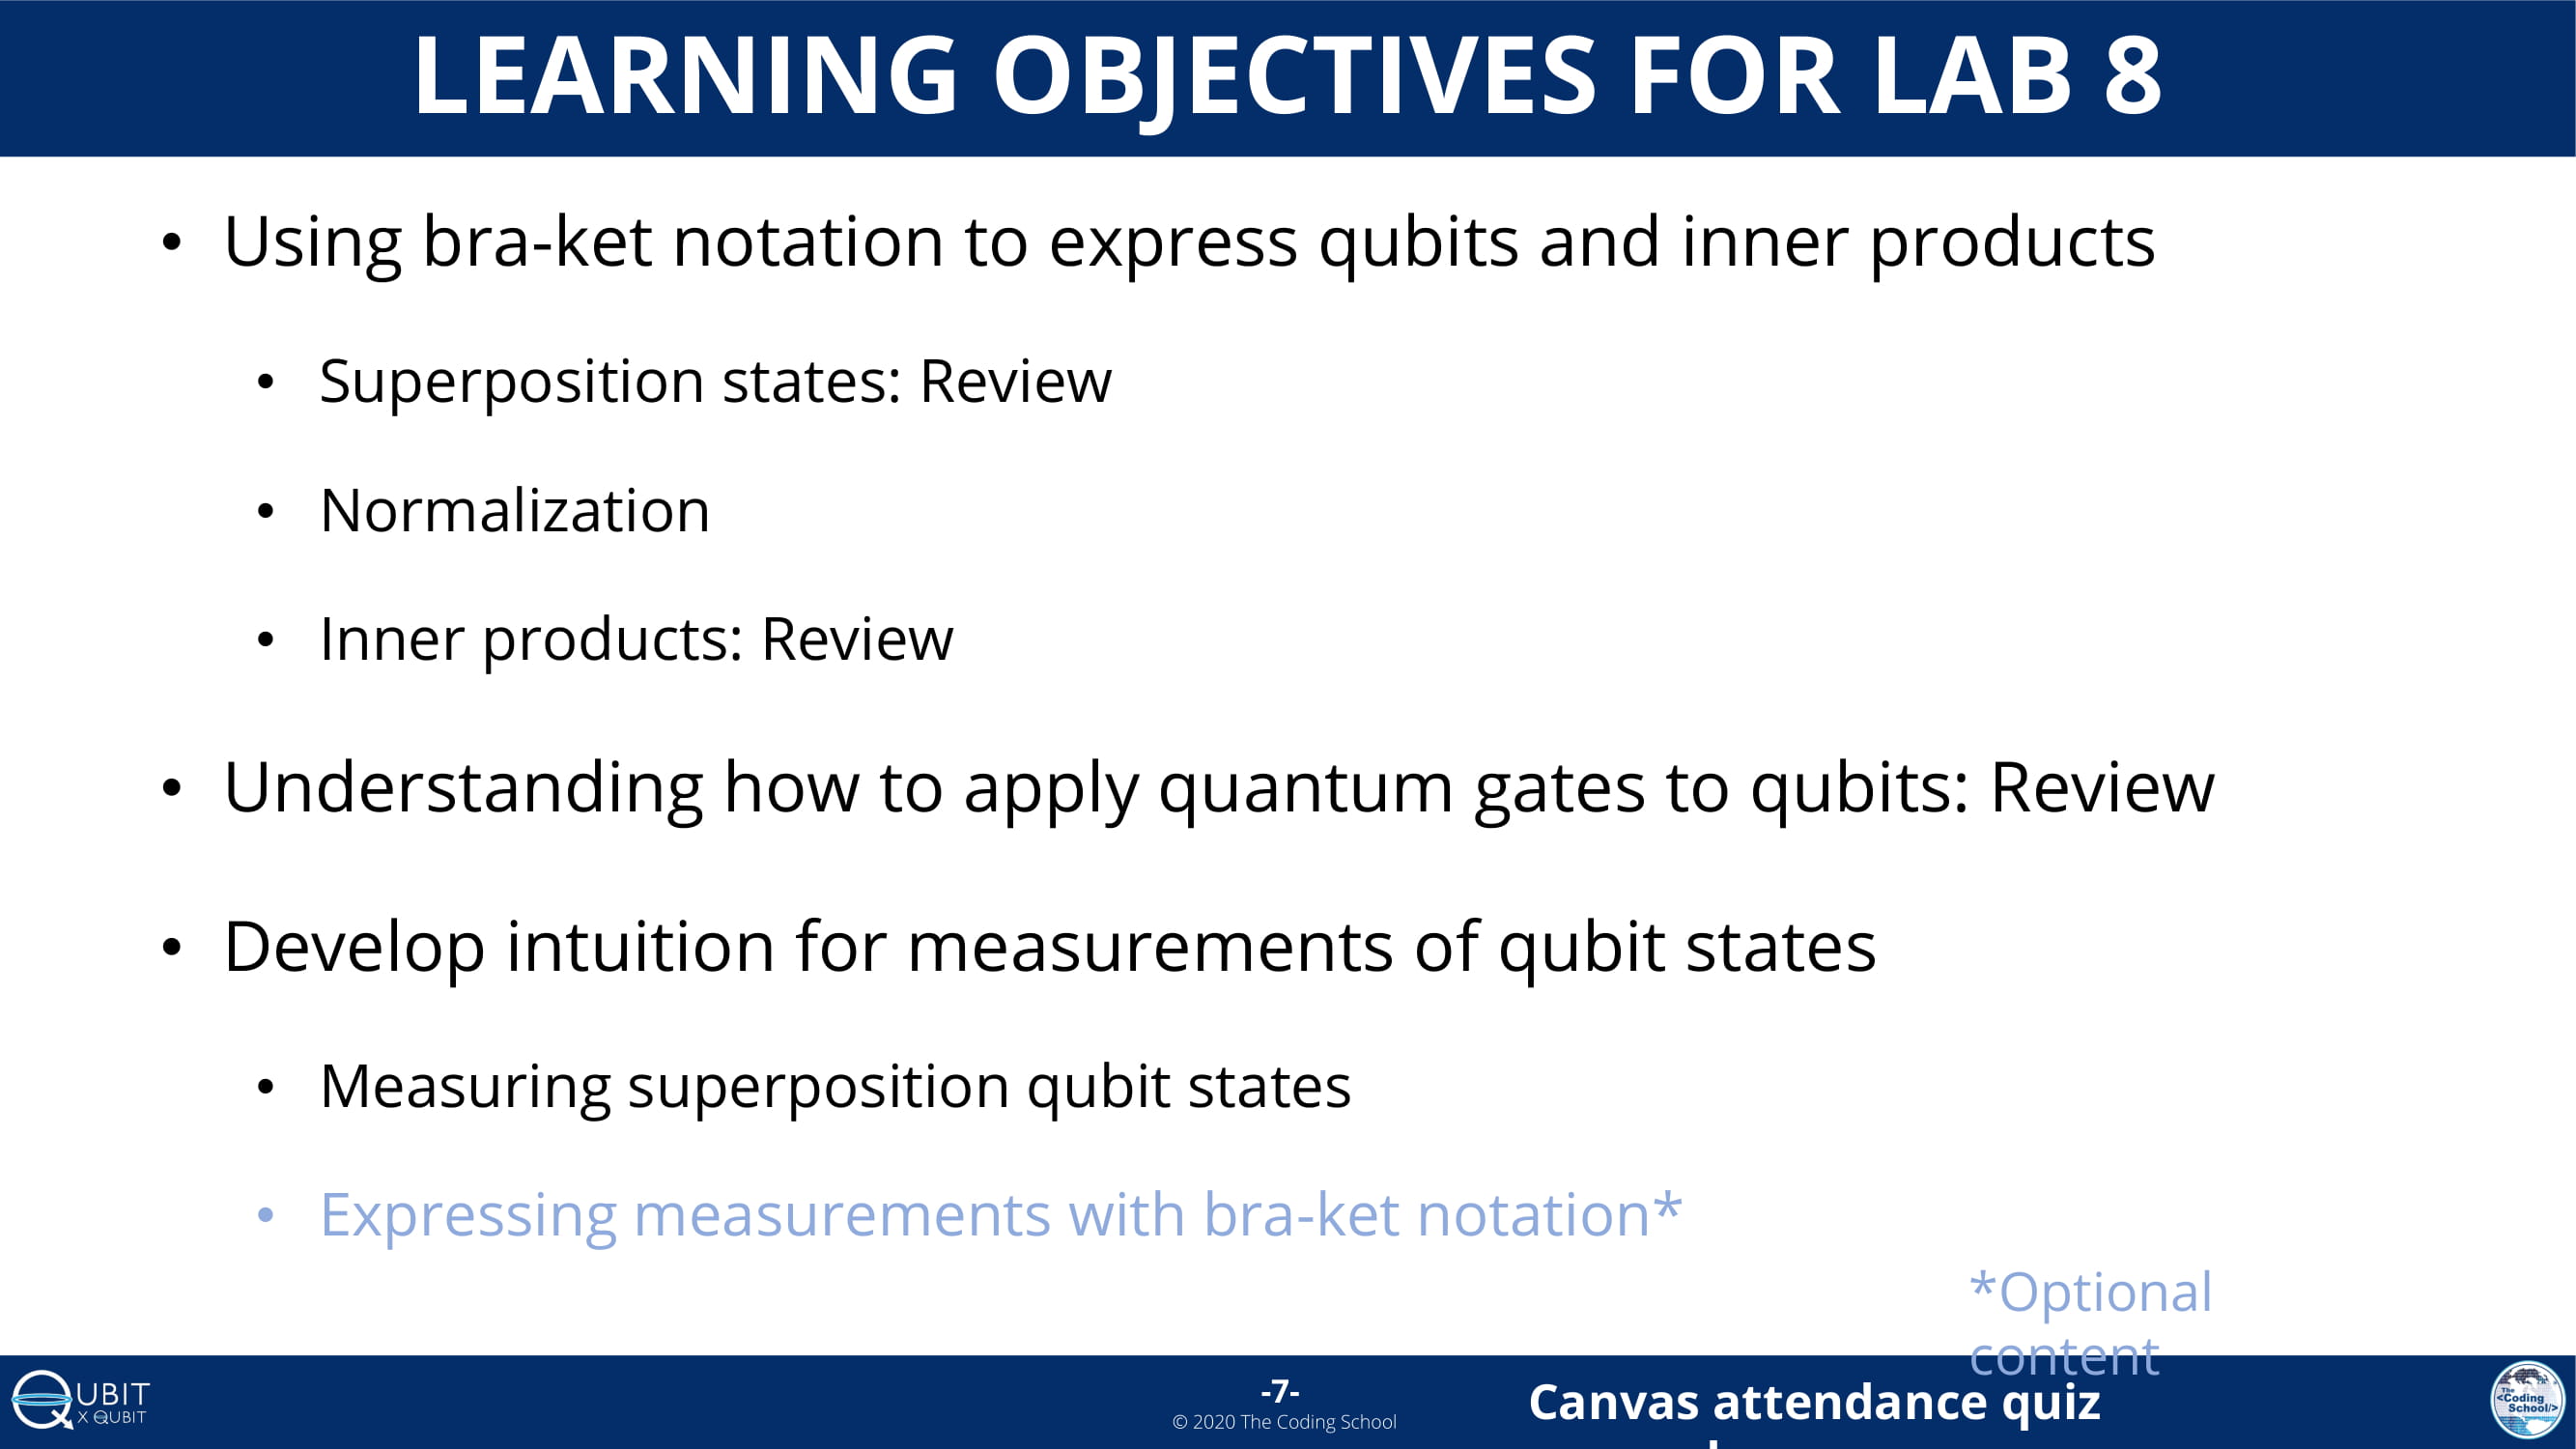 LEARNING OBJECTIVES FOR LAB 8
• Using bra-ket notation to express qubits and inner products
• Superposition states: Review
• Normalization
• Inner products: Review
• Understanding how to apply quantum gates to qubits: Review
• Develop intuition for measurements of qubit states
• Measuring superposition qubit states
• Expressing measurements with bra-ket notation*
*Optional
content
QUBIT
X QUBIT
-7-
© 2020 The Coding School
Canvas attendance quiz
The
<Coding
School/>